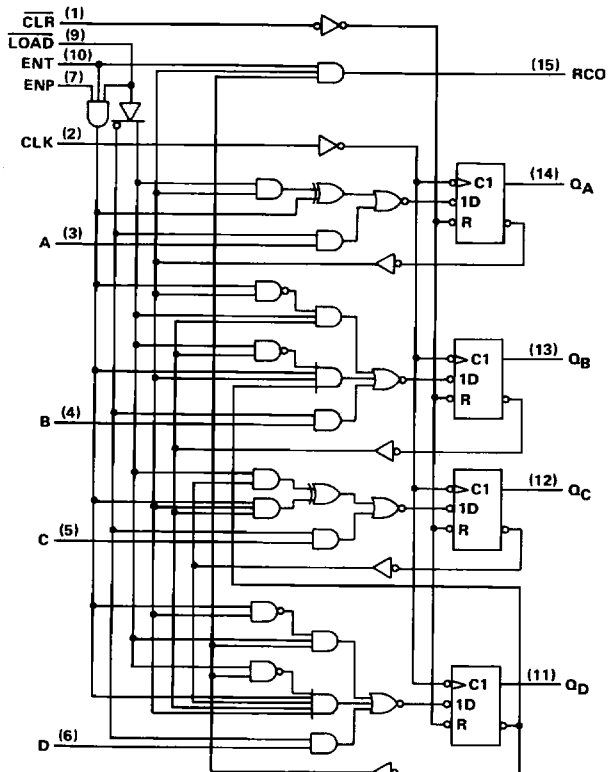 CLR (1)
LOAD (9)
ENT (10)
ENP (7)
(15) RCO
CLK (2)
C1 (14) QA
1D
R
A (3)
C1 (13) QB
1D
R
B (4)
C1 (12) QC
1D
R
C (5)
C1 (11) QD
1D
R
D (6)